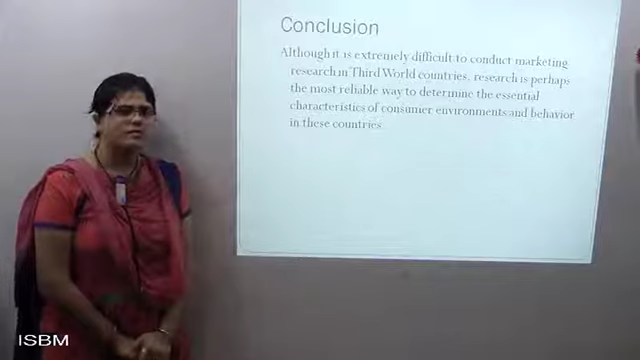 Conclusion
Although it is extremely difficult to conduct marketing
research in Third World countries, research is perhaps
the most reliable way to determine the essential
characteristics of consumer environments and behavior
in these countries
ISBM